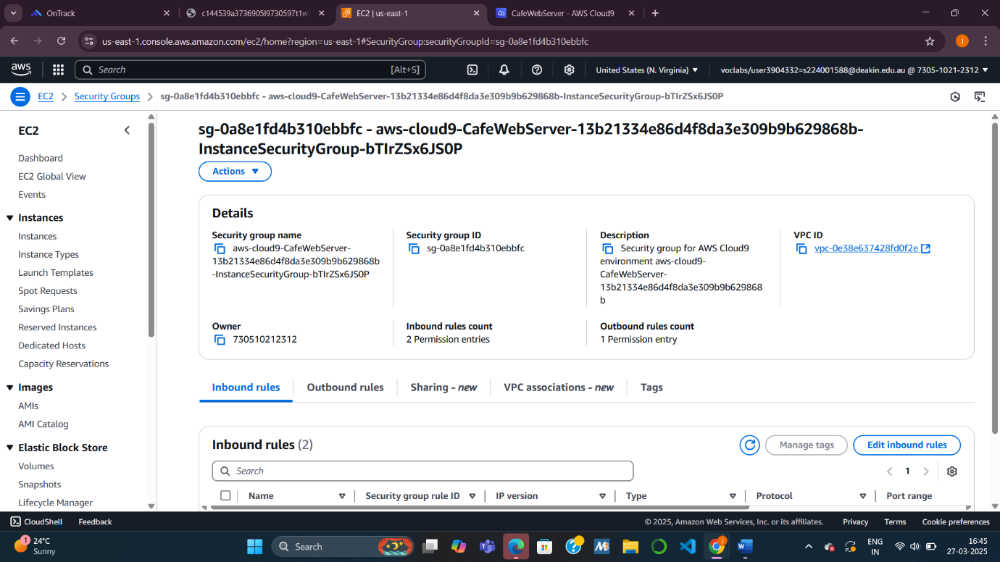 OnTrack
c144539a3736905l9730597t1w
EC2 | us-east-1
CafeWebServer - AWS Cloud9
us-east-1.console.aws.amazon.com/ec2/home?region=us-east-1#SecurityGroup:securityGroupId=sg-0a8e1fd4b310ebbfc
j
aws
Search
[Alt+S]
United States (N. Virginia)
voclabs/user3904332=s224001588@deakin.edu.au @ 7305-1021-2312
EC2
Security Groups
sg-0a8e1fd4b310ebbfc - aws-cloud9-CafeWebServer-13b21334e86d4f8da3e309b9b629868b-InstanceSecurityGroup-bTIrZSx6JS0P
EC2
Dashboard
EC2 Global View
Events
Instances
Instances
Instance Types
Launch Templates
Spot Requests
Savings Plans
Reserved Instances
Dedicated Hosts
Capacity Reservations
Images
AMIs
AMI Catalog
Elastic Block Store
Volumes
Snapshots
Lifecycle Manager
sg-0a8e1fd4b310ebbfc - aws-cloud9-CafeWebServer-13b21334e86d4f8da3e309b9b629868b-
InstanceSecurityGroup-bTIrZSx6JS0P
Actions
Details
Security group name
aws-cloud9-CafeWebServer-
13b21334e86d4f8da3e309b9b629868b
-InstanceSecurityGroup-bTIrZSx6JS0P
Security group ID
sg-0a8e1fd4b310ebbfc
Description
Security group for AWS Cloud9
environment aws-cloud9-
CafeWebServer-
13b21334e86d4f8da3e309b9b629868
b
VPC ID
vpc-0e38e637428fd0f2e
Owner
730510212312
Inbound rules count
2 Permission entries
Outbound rules count
1 Permission entry
Inbound rules
Outbound rules
Sharing - new
VPC associations - new
Tags
Inbound rules (2)
Manage tags
Edit inbound rules
Search
1
Name
Security group rule ID
IP version
Type
Protocol
Port range
CloudShell
Feedback
© 2025, Amazon Web Services, Inc. or its affiliates.
Privacy
Terms
Cookie preferences
1
24°C
Sunny
Search
ENG
IN
16:45
27-03-2025